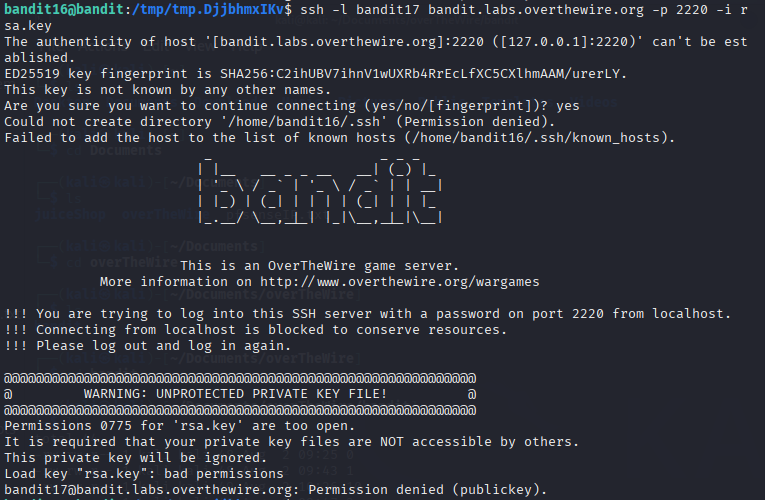 bandit16@bandit:/tmp/tmp.DjjbhmxIKv$ ssh -l bandit17 bandit.labs.overthewire.org -p 2220 -i r
sa.key
The authenticity of host '[bandit.labs.overthewire.org]:2220 ([127.0.0.1]:2220)' can't be est
ablished.
ED25519 key fingerprint is SHA256:C2ihUBV7ihnV1wUXRb4RrEcLfXC5CXlhmAAM/urerLY.
This key is not known by any other names.
Are you sure you want to continue connecting (yes/no/[fingerprint])? yes
Could not create directory '/home/bandit16/.ssh' (Permission denied).
Failed to add the host to the list of known hosts (/home/bandit16/.ssh/known_hosts).
bandit
This is an OverTheWire game server.
More information on http://www.overthewire.org/wargames
!!! You are trying to log into this SSH server with a password on port 2220 from localhost.
!!! Connecting from localhost is blocked to conserve resources.
!!! Please log out and log in again.
@@@@@@@@@@@@@@@@@@@@@@@@@@@@@@@@@@@@@@@@@@@@@@@@@@@@@@@@@@@
@         WARNING: UNPROTECTED PRIVATE KEY FILE!          @
@@@@@@@@@@@@@@@@@@@@@@@@@@@@@@@@@@@@@@@@@@@@@@@@@@@@@@@@@@@
Permissions 0775 for 'rsa.key' are too open.
It is required that your private key files are NOT accessible by others.
This private key will be ignored.
Load key "rsa.key": bad permissions
bandit17@bandit.labs.overthewire.org: Permission denied (publickey).